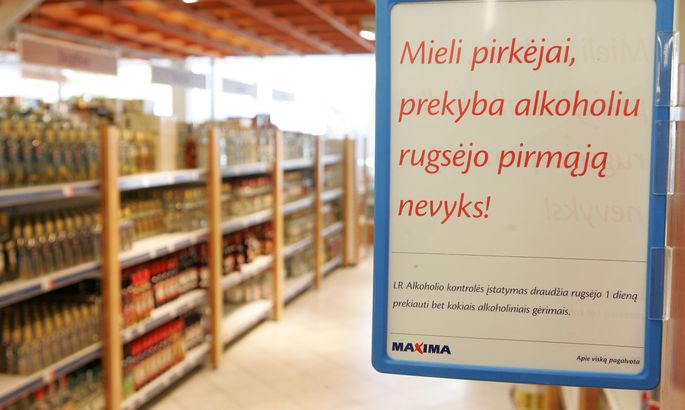 Mieli pirkėjai,
prekyba alkoholiu
rugsėjo pirmąją
nevyks!
LR Alkoholio kontrolės įstatymas draudžia rugsėjo 1 dieną
prekiauti bet kokiais alkoholiniais gėrimais.
MAXIMA
Apie viską pagalvota